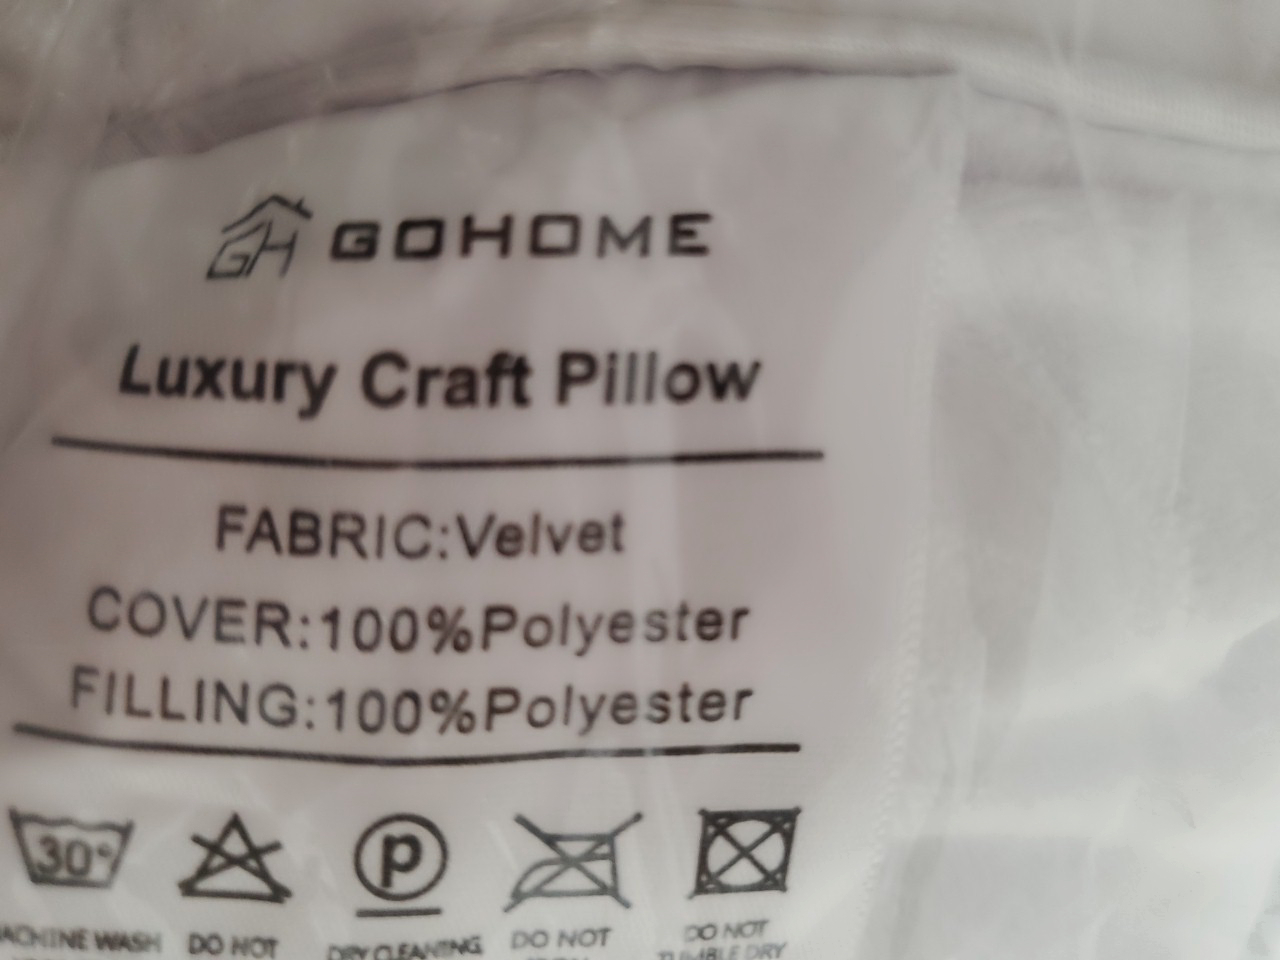 GH GOHOME
Luxury Craft Pillow
FABRIC:Velvet
COVER:100%Polyester
FILLING:100%Polyester
30° P
MACHINE WASH DO NOT DRY CLEANING DO NOT DO NOT
TUMBLE DRY